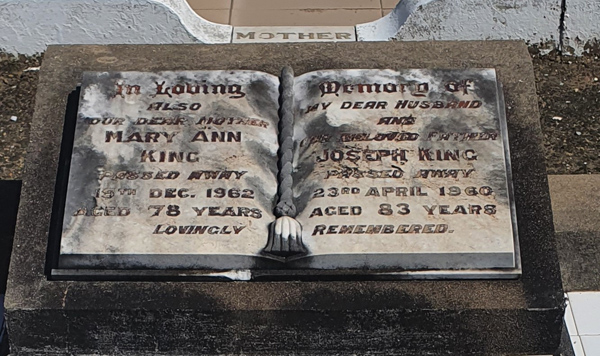 MOTHER
In Loving Memory of
ALSO
OUR DEAR MOTHER
MARY ANN
KING
PASSED AWAY
19TH DEC. 1962
AGED 78 YEARS
MY DEAR HUSBAND
AND
OUR BELOVED FATHER
JOSEPH KING
PASSED AWAY
23RD APRIL 1960
AGED 83 YEARS
LOVINGLY REMEMBERED.